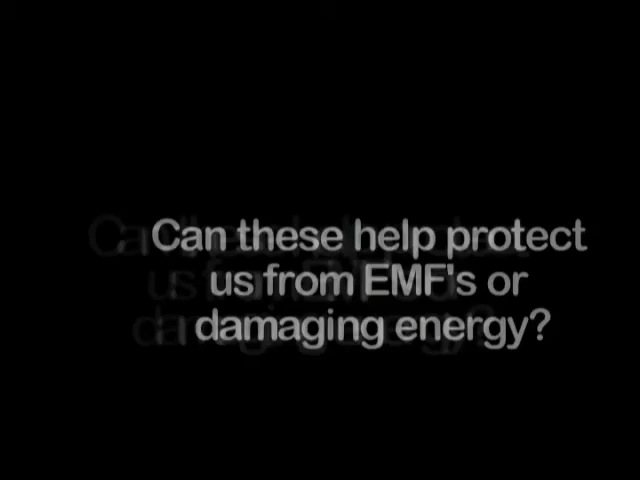 Can these help protect
us from EMF's or
damaging energy?